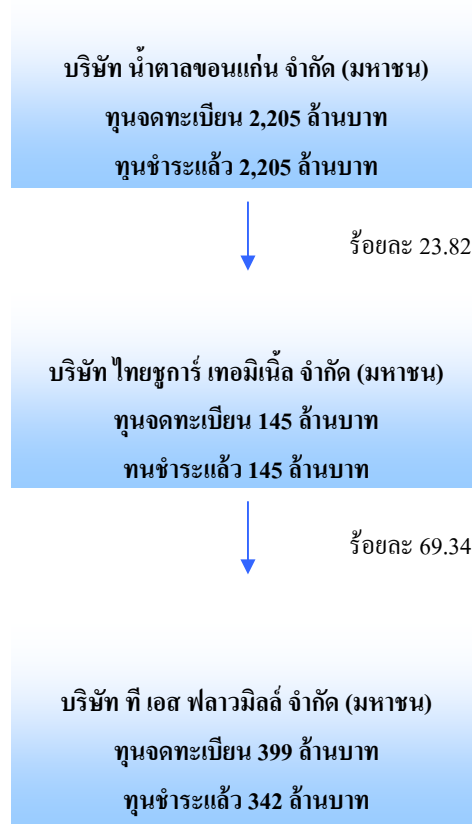 บริษัท น้ำตาลขอนแก่น จำกัด (มหาชน)
ทุนจดทะเบียน 2,205 ล้านบาท
ทุนชำระแล้ว 2,205 ล้านบาท
ร้อยละ 23.82
บริษัท ไทยชูการ์ เทอมิเนิ้ล จำกัด (มหาชน)
ทุนจดทะเบียน 145 ล้านบาท
ทนชำระแล้ว 145 ล้านบาท
ร้อยละ 69.34
บริษัท ที เอส ฟลาวมิลล์ จำกัด (มหาชน)
ทุนจดทะเบียน 399 ล้านบาท
ทุนชำระแล้ว 342 ล้านบาท